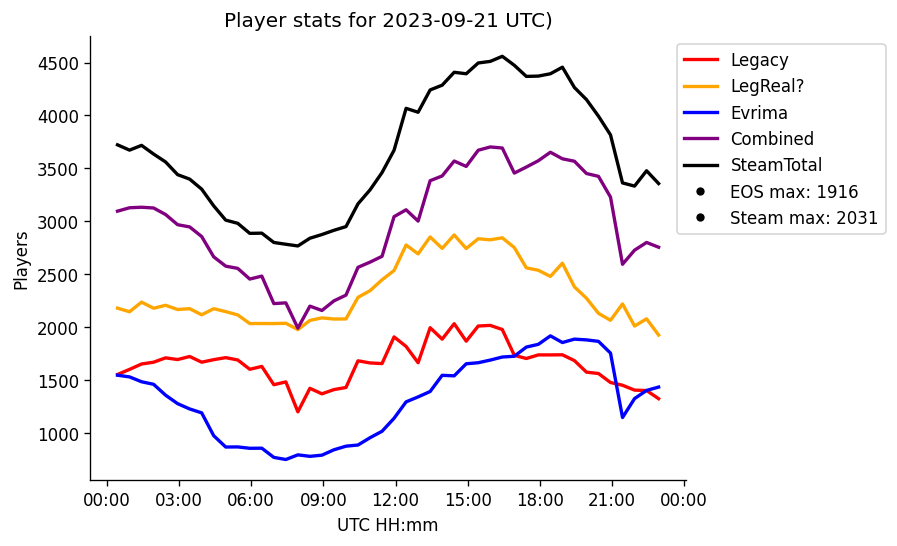 Player stats for 2023-09-21 UTC)
Legacy
LegReal?
Evrima
Combined
SteamTotal
EOS max: 1916
Steam max: 2031
Players
4500
4000
3500
3000
2500
2000
1500
1000
00:00 03:00 06:00 09:00 12:00 15:00 18:00 21:00 00:00
UTC HH:mm